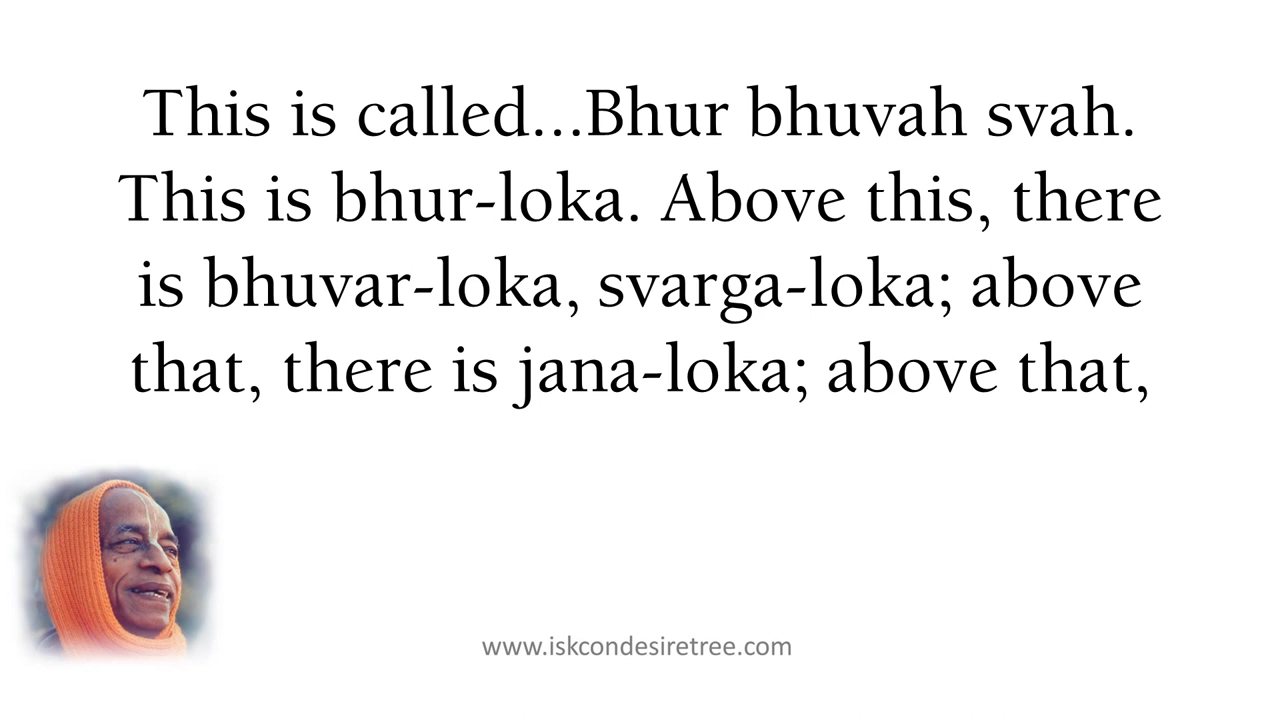 This is called...Bhur bhuvah svah.
This is bhur-loka. Above this, there
is bhuvar-loka, svarga-loka; above
that, there is jana-loka; above that,
www.iskcondesiretree.com